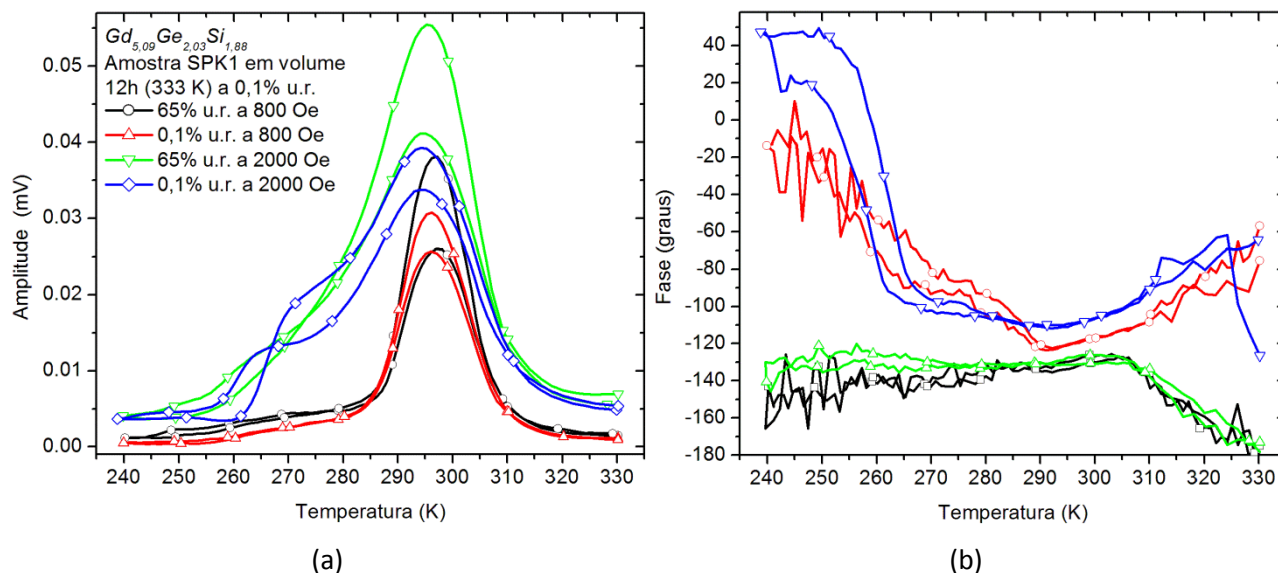 Gd5,09Ge2,03Si1,88
Amostra SPK1 em volume
12h (333 K) a 0,1% u.r.
65% u.r. a 800 Oe
0,1% u.r. a 800 Oe
65% u.r. a 2000 Oe
0,1% u.r. a 2000 Oe
0.05
0.04
0.03
0.02
0.01
0.00
Amplitude (mV)
240 250 260 270 280 290 300 310 320 330
Temperatura (K)
(a)
40
20
0
-20
-40
-60
-80
-100
-120
-140
-160
-180
Fase (graus)
240 250 260 270 280 290 300 310 320 330
Temperatura (K)
(b)